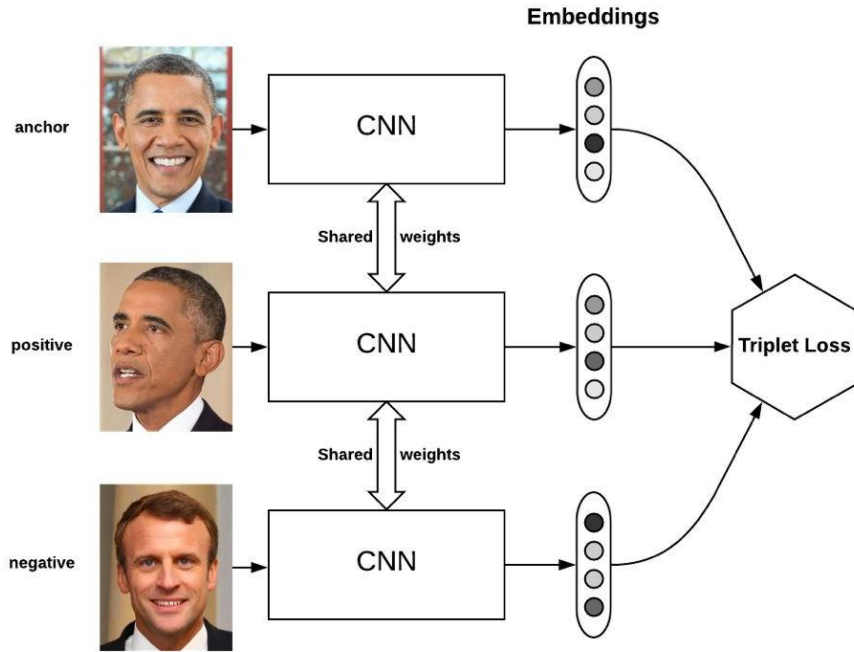 Embeddings
anchor
CNN
Shared weights
positive
CNN
Triplet Loss
Shared weights
negative
CNN